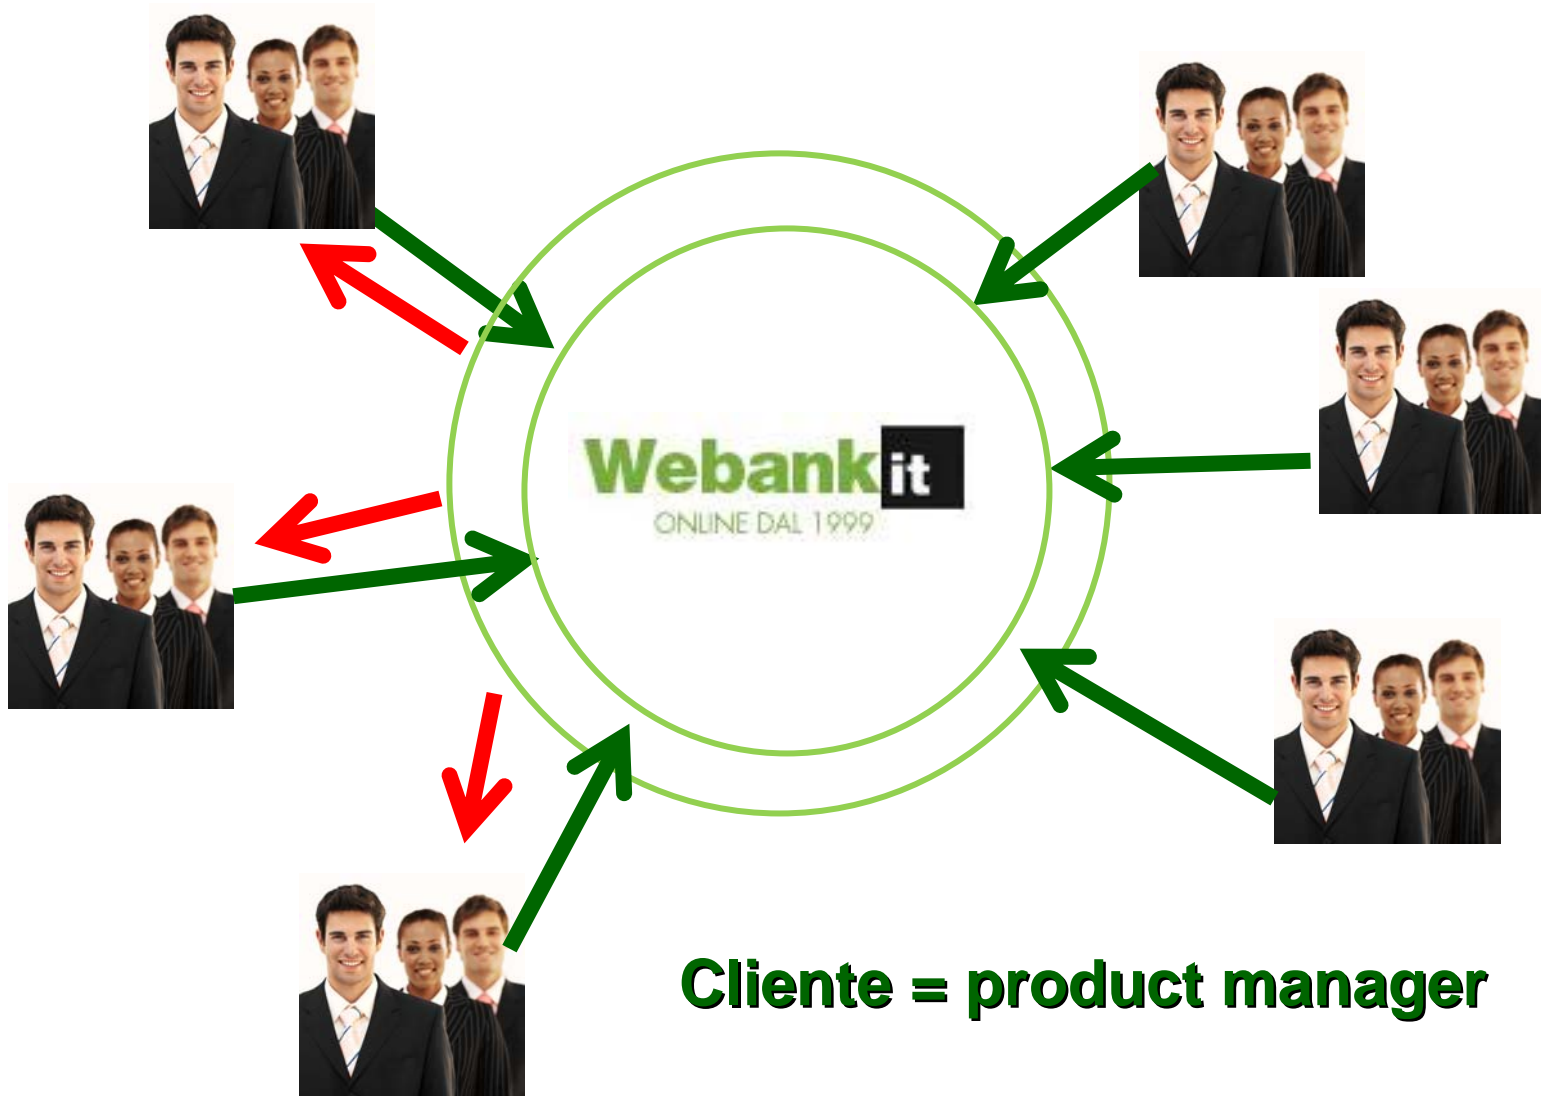 Webank it
ONLINE DAL 1999
Cliente = product manager